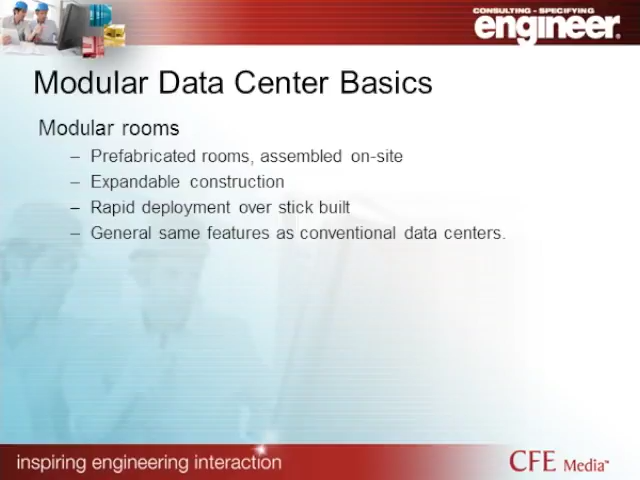 CONSULTING - SPECIFYING
engineer®
Modular Data Center Basics
Modular rooms
– Prefabricated rooms, assembled on-site
– Expandable construction
– Rapid deployment over stick built
– General same features as conventional data centers.
inspiring engineering interaction
CFE Media™